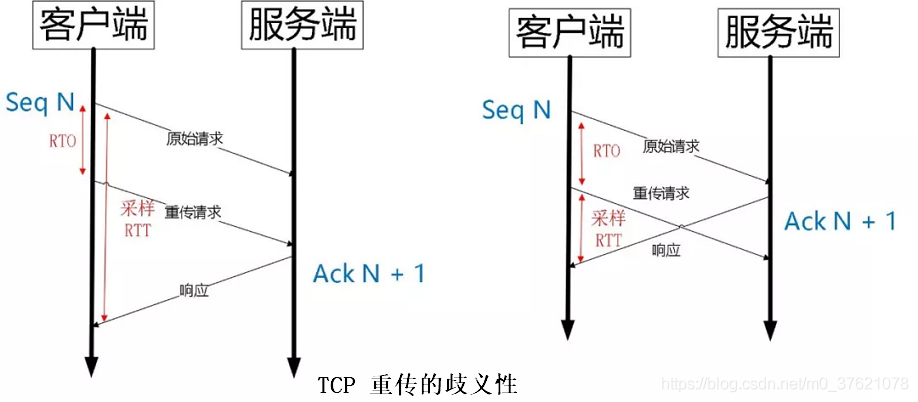 客户端
服务端
Seq N
RTO
原始请求
采样
RTT
重传请求
响应
Ack N + 1
客户端
服务端
Seq N
RTO
原始请求
重传请求
采样
RTT
响应
Ack N + 1
TCP 重传的歧义性
https://blog.csdn.net/m0_37621078